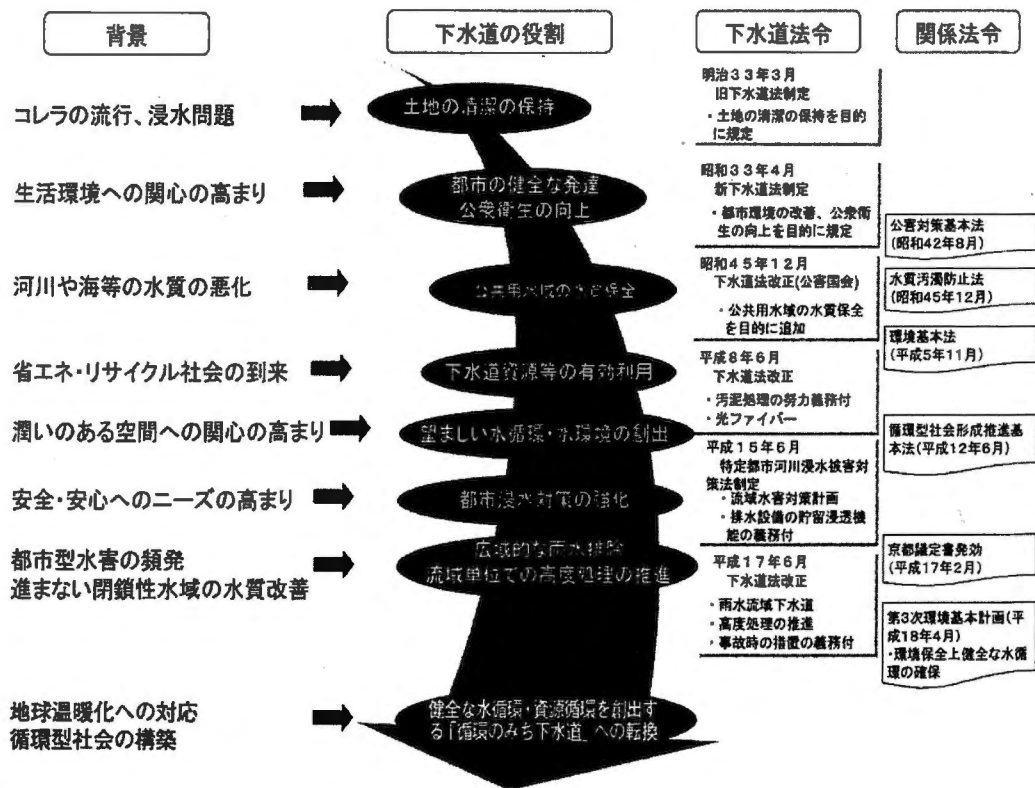 背景
下水道の役割
下水道法令
関係法令
コレラの流行、浸水問題
土地の清潔の保持
明治33年3月
旧下水道法制定
・土地の清潔の保持を目的
に規定
生活環境への関心の高まり
都市の健全な発達
公衆衛生の向上
昭和33年4月
新下水道法制定
・都市環境の改善、公衆衛
生の向上を目的に規定
公害対策基本法
(昭和42年8月)
河川や海等の水質の悪化
公共用水域の水質保全
昭和45年12月
下水道法改正(公害国会)
・公共用水域の水質保全
を目的に追加
水質汚濁防止法
(昭和45年12月)
環境基本法
(平成5年11月)
省エネ・リサイクル社会の到来
下水道資源等の有効利用
平成8年6月
下水道法改正
・汚泥処理の努力義務付
・光ファイバー
潤いのある空間への関心の高まり
望ましい水循環・水環境の創出
循環型社会形成推進基
本法(平成12年6月)
安全・安心へのニーズの高まり
都市浸水対策の強化
平成15年6月
特定都市河川浸水被害対
策法制定
・流域水害対策計画
・排水設備の貯留浸透機
能の義務付
都市型水害の頻発
進まない閉鎖性水域の水質改善
広域的な雨水排除
流域単位での高度処理の推進
平成17年6月
下水道法改正
・雨水流域下水道
・高度処理の推進
・事故時の措置の義務付
京都議定書発効
(平成17年2月)
第3次環境基本計画(平
成18年4月)
・環境保全上健全な水循
環の確保
地球温暖化への対応
循環型社会の構築
健全な水循環・資源循環を創出す
る「循環のみち下水道」への転換